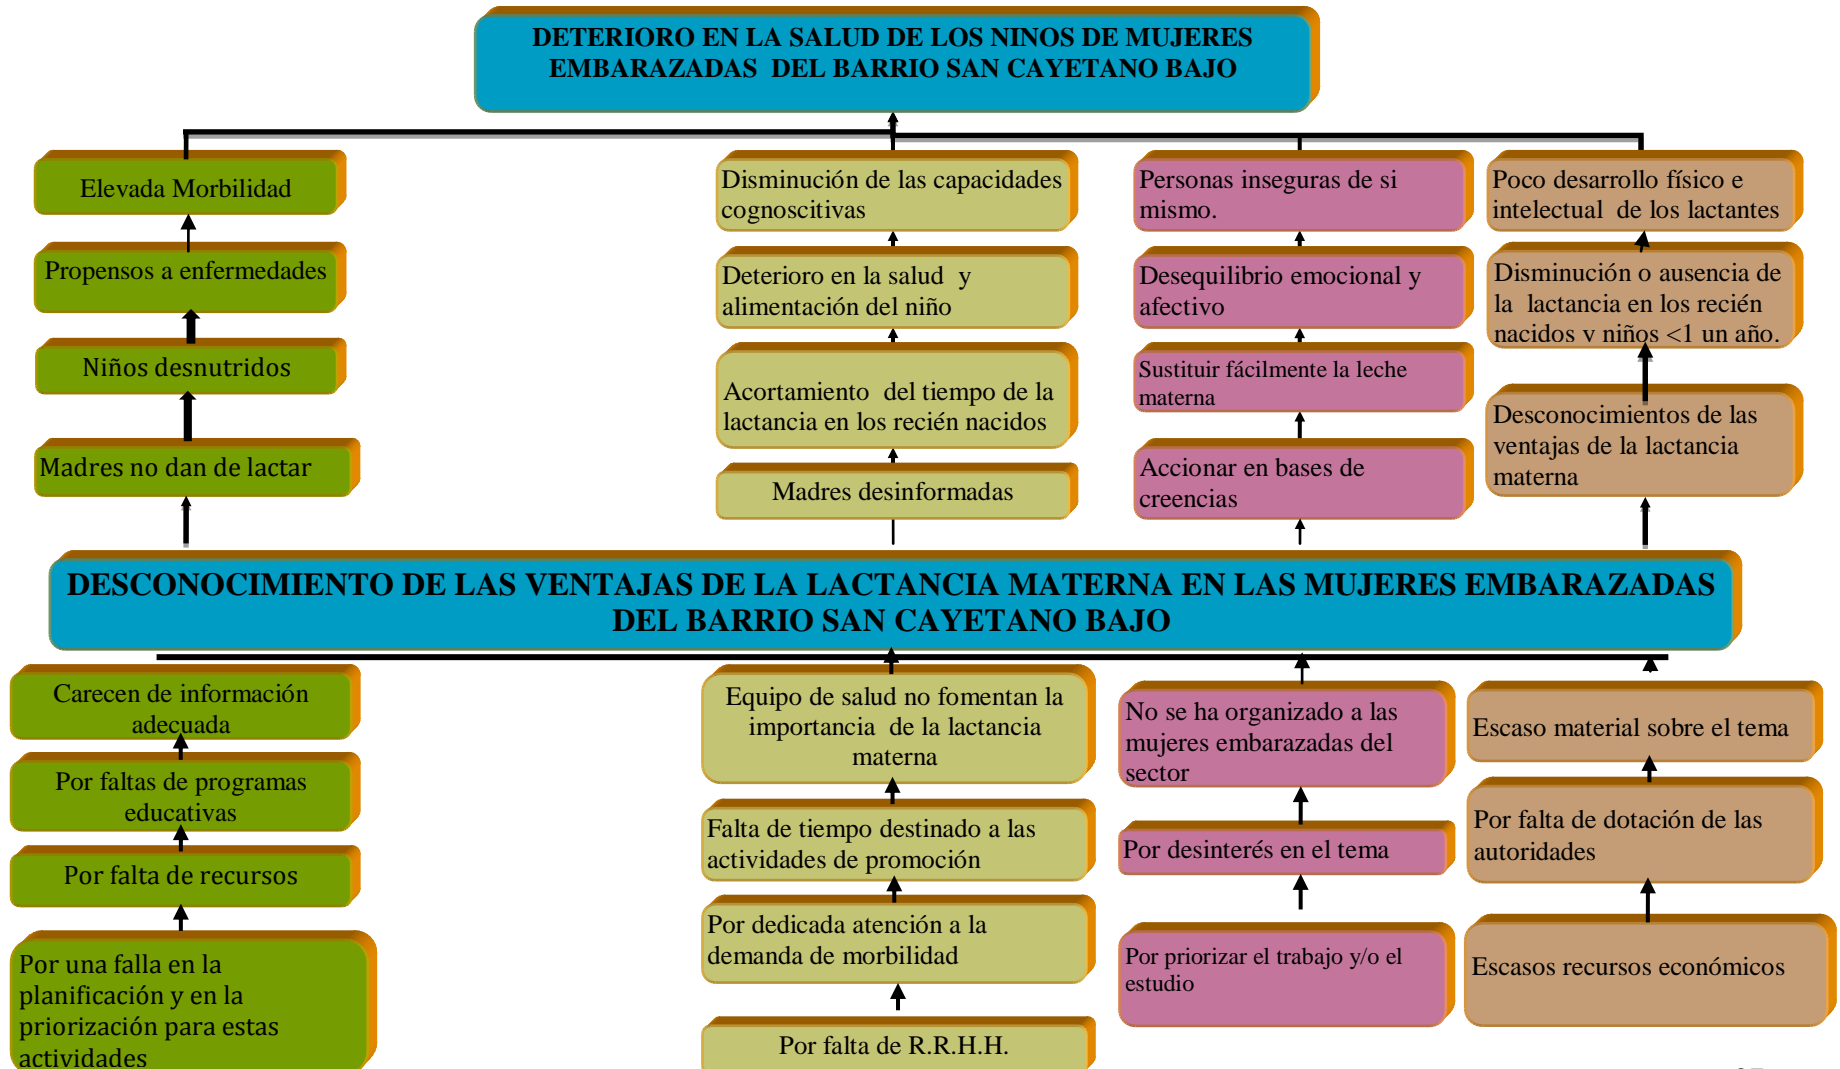 DETERIORO EN LA SALUD DE LOS NINOS DE MUJERES
EMBARAZADAS DEL BARRIO SAN CAYETANO BAJO
Elevada Morbilidad
Propensos a enfermedades
Niños desnutridos
Madres no dan de lactar
Disminución de las capacidades
cognoscitivas
Deterioro en la salud y
alimentación del niño
Acortamiento del tiempo de la
lactancia en los recién nacidos
Madres desinformadas
Personas inseguras de si
mismo.
Desequilibrio emocional y
afectivo
Sustituir fácilmente la leche
materna
Accionar en bases de
creencias
Poco desarrollo físico e
intelectual de los lactantes
Disminución o ausencia de
la lactancia en los recién
nacidos y niños <1 un año.
Desconocimientos de las
ventajas de la lactancia
materna
DESCONOCIMIENTO DE LAS VENTAJAS DE LA LACTANCIA MATERNA EN LAS MUJERES EMBARAZADAS
DEL BARRIO SAN CAYETANO BAJO
Carecen de información
adecuada
Por faltas de programas
educativas
Por falta de recursos
Por una falla en la
planificación y en la
priorización para estas
actividades
Equipo de salud no fomentan la
importancia de la lactancia
materna
Falta de tiempo destinado a las
actividades de promoción
Por dedicada atención a la
demanda de morbilidad
Por falta de R.R.H.H.
No se ha organizado a las
mujeres embarazadas del
sector
Por desinterés en el tema
Por priorizar el trabajo y/o el
estudio
Escaso material sobre el tema
Por falta de dotación de las
autoridades
Escasos recursos económicos